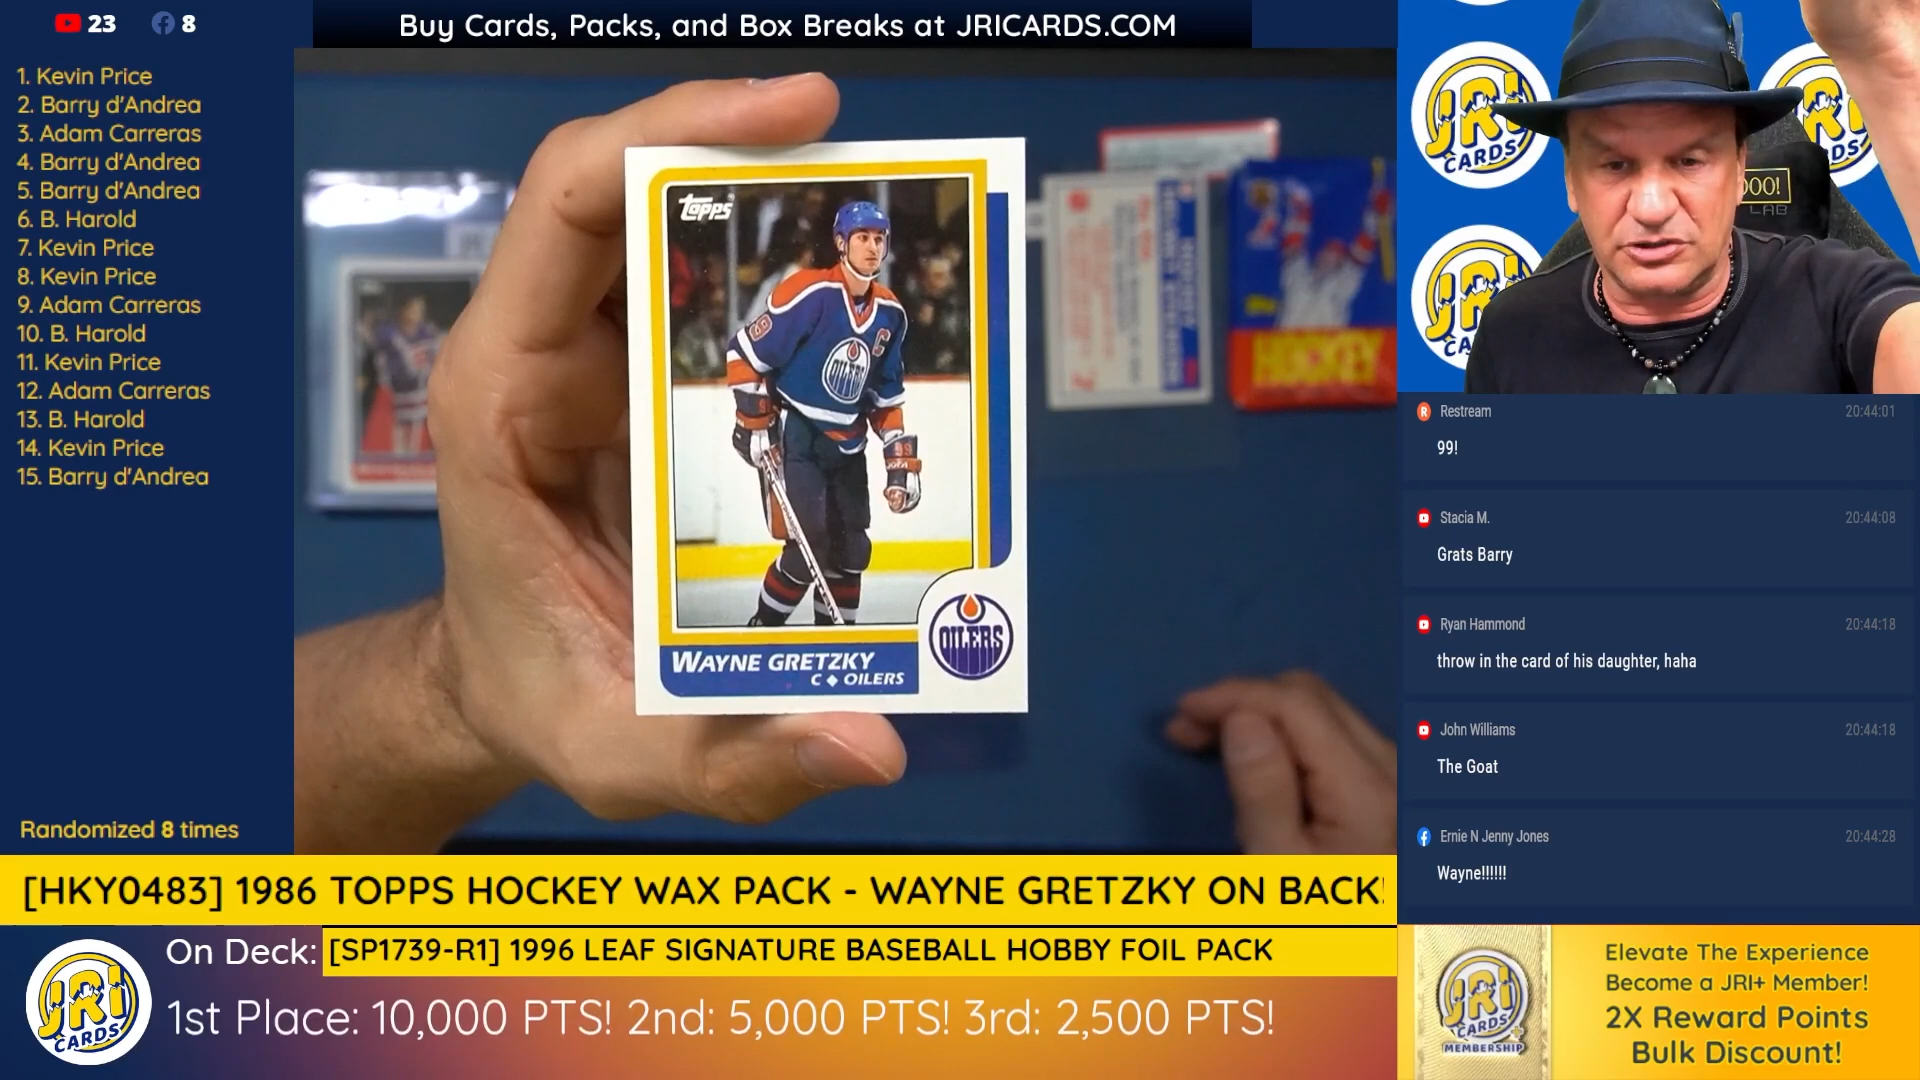 23
8
Buy Cards, Packs, and Box Breaks at JRICARDS.COM
1. Kevin Price
2. Barry d'Andrea
3. Adam Carreras
4. Barry d'Andrea
5. Barry d'Andrea
6. B. Harold
7. Kevin Price
8. Kevin Price
9. Adam Carreras
10. B. Harold
11. Kevin Price
12. Adam Carreras
13. B. Harold
14. Kevin Price
15. Barry d'Andrea
Randomized 8 times
topps
C
OILERS
OILERS
WAYNE GRETZKY
C ◆ OILERS
HOCKEY
JRI
CARDS
LAB
Restream 20:44:01
99!
Stacia M. 20:44:08
Grats Barry
Ryan Hammond 20:44:18
throw in the card of his daughter, haha
John Williams 20:44:18
The Goat
Ernie N Jenny Jones 20:44:28
Wayne!!!!!!
[HKY0483] 1986 TOPPS HOCKEY WAX PACK - WAYNE GRETZKY ON BACK!
On Deck: [SP1739-R1] 1996 LEAF SIGNATURE BASEBALL HOBBY FOIL PACK
1st Place: 10,000 PTS! 2nd: 5,000 PTS! 3rd: 2,500 PTS!
JRI
CARDS
JRI
CARDS+
MEMBERSHIP
Elevate The Experience
Become a JRI+ Member!
2X Reward Points
Bulk Discount!